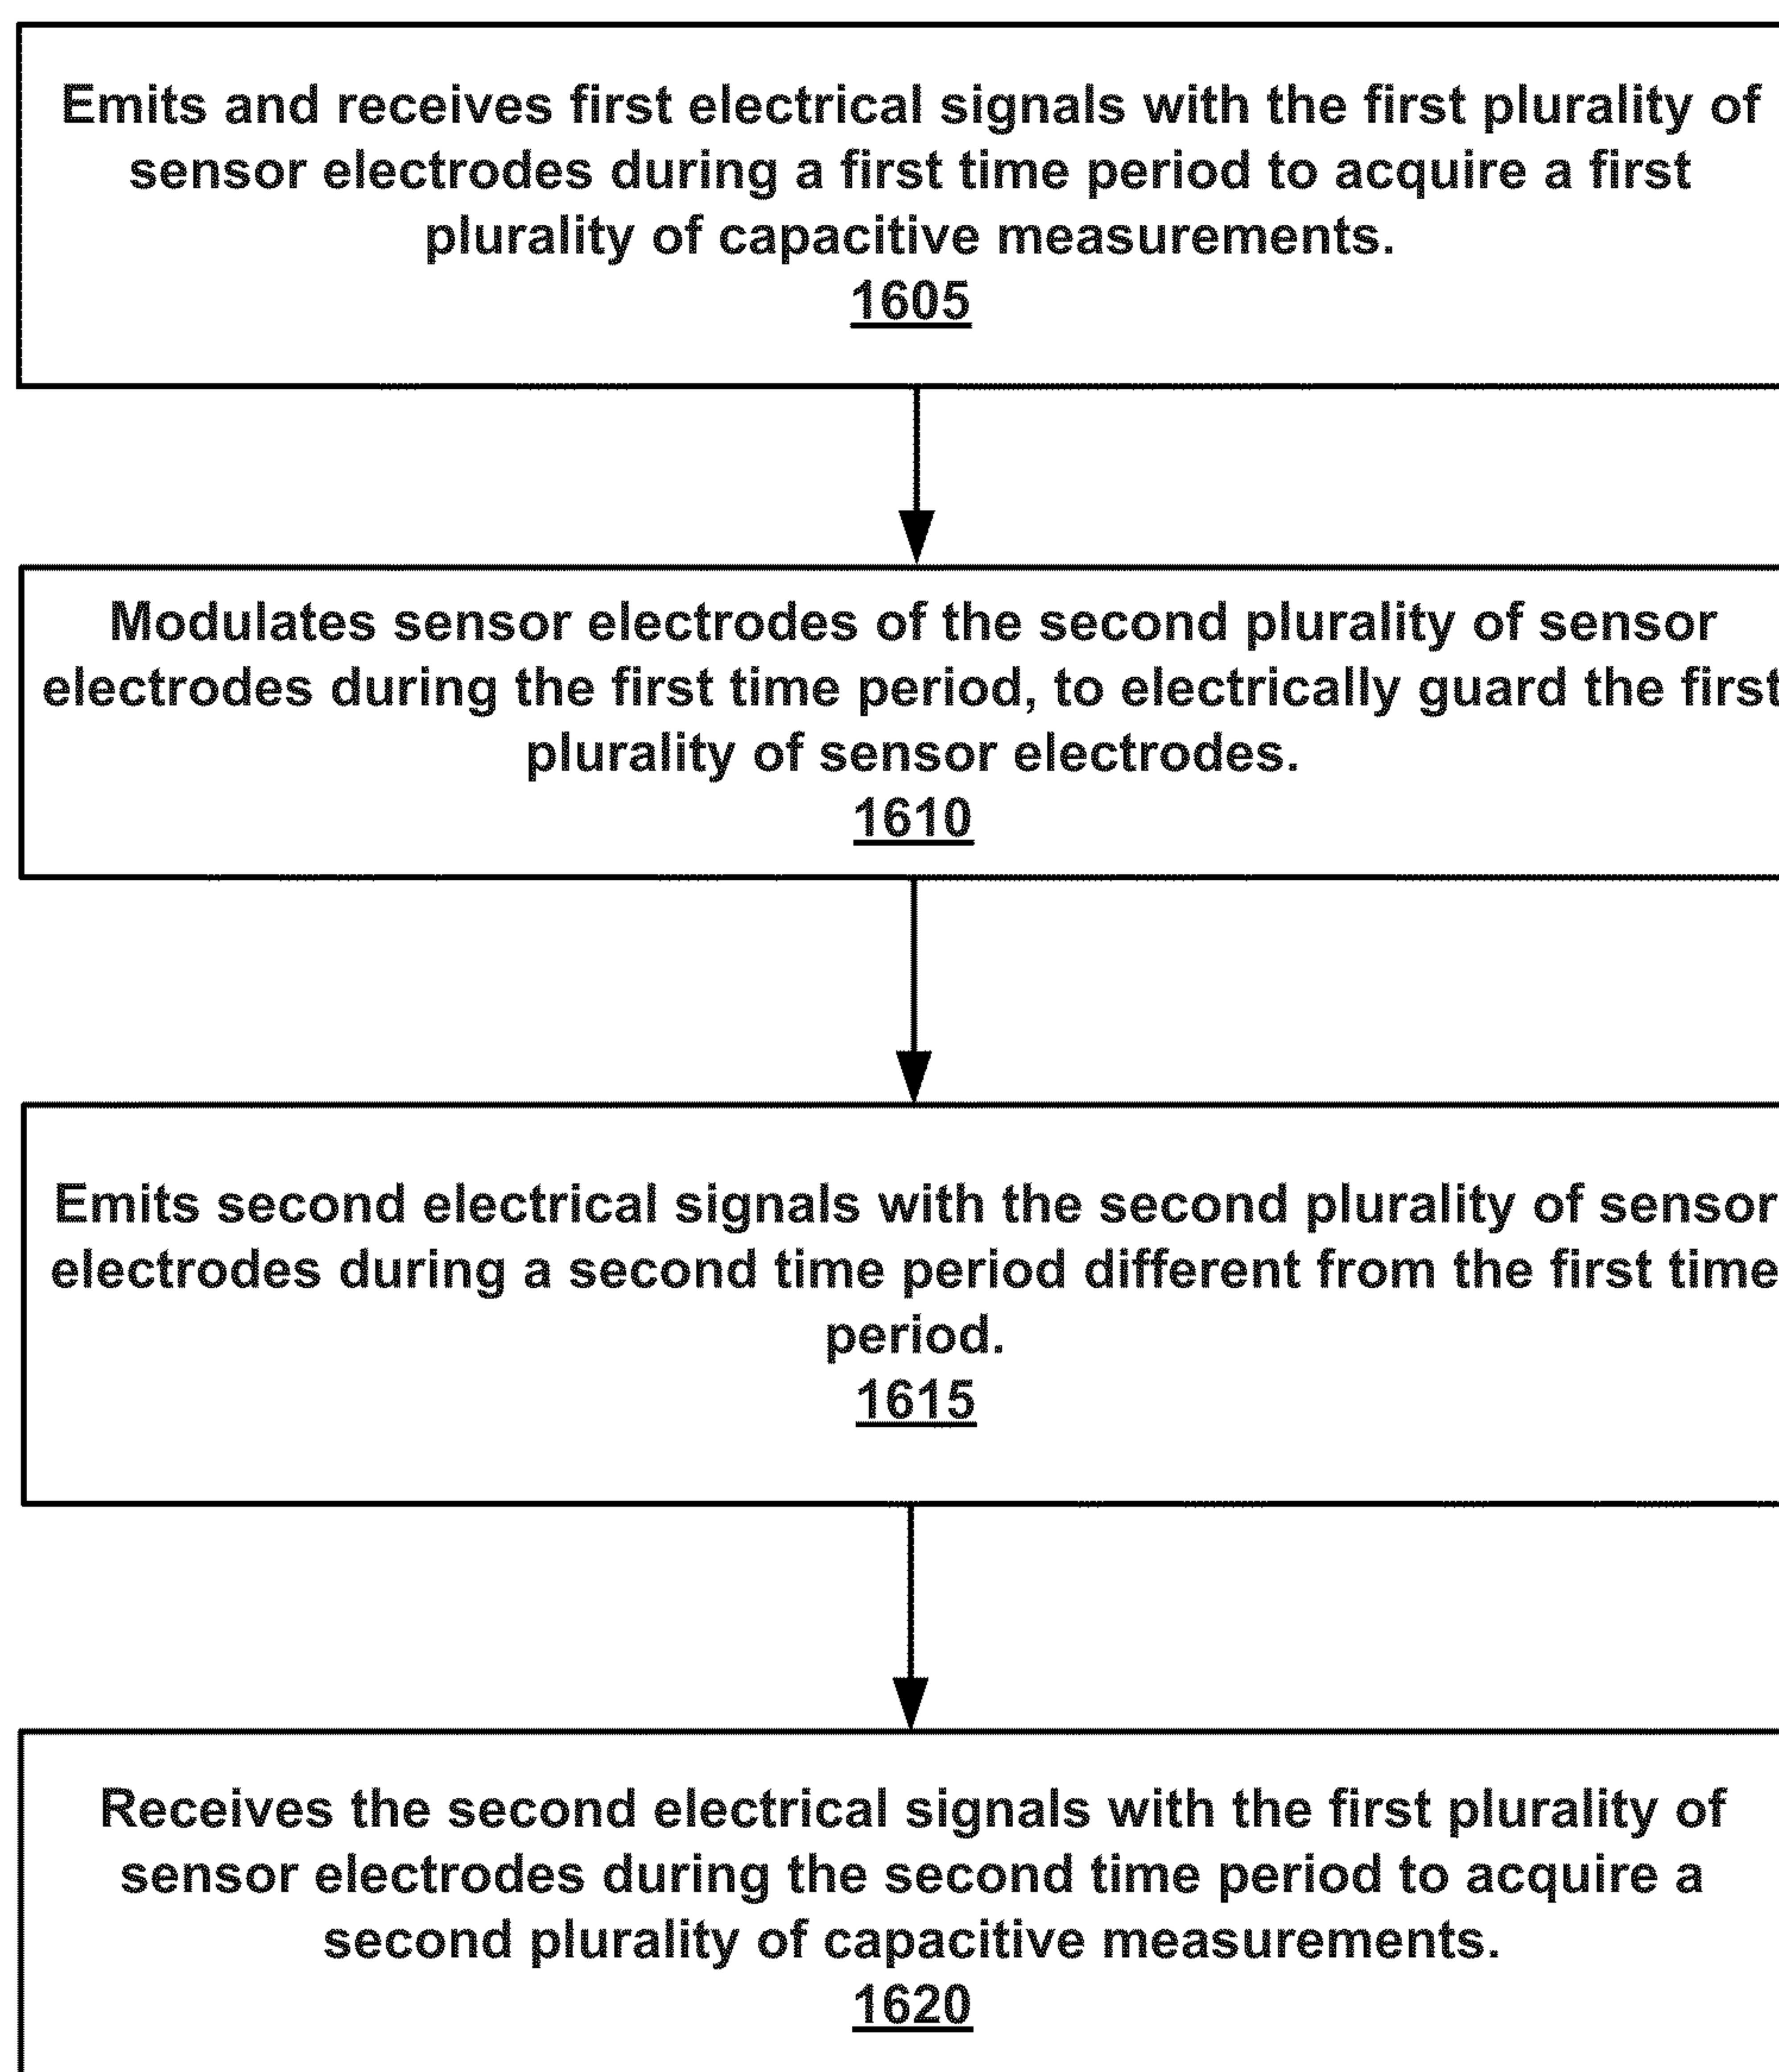 Emits and receives first electrical signals with the first plurality of
sensor electrodes during a first time period to acquire a first
plurality of capacitive measurements.
1605
Modulates sensor electrodes of the second plurality of sensor
electrodes during the first time period, to electrically guard the first
plurality of sensor electrodes.
1610
Emits second electrical signals with the second plurality of sensor
electrodes during a second time period different from the first time
period.
1615
Receives the second electrical signals with the first plurality of
sensor electrodes during the second time period to acquire a
second plurality of capacitive measurements.
1620